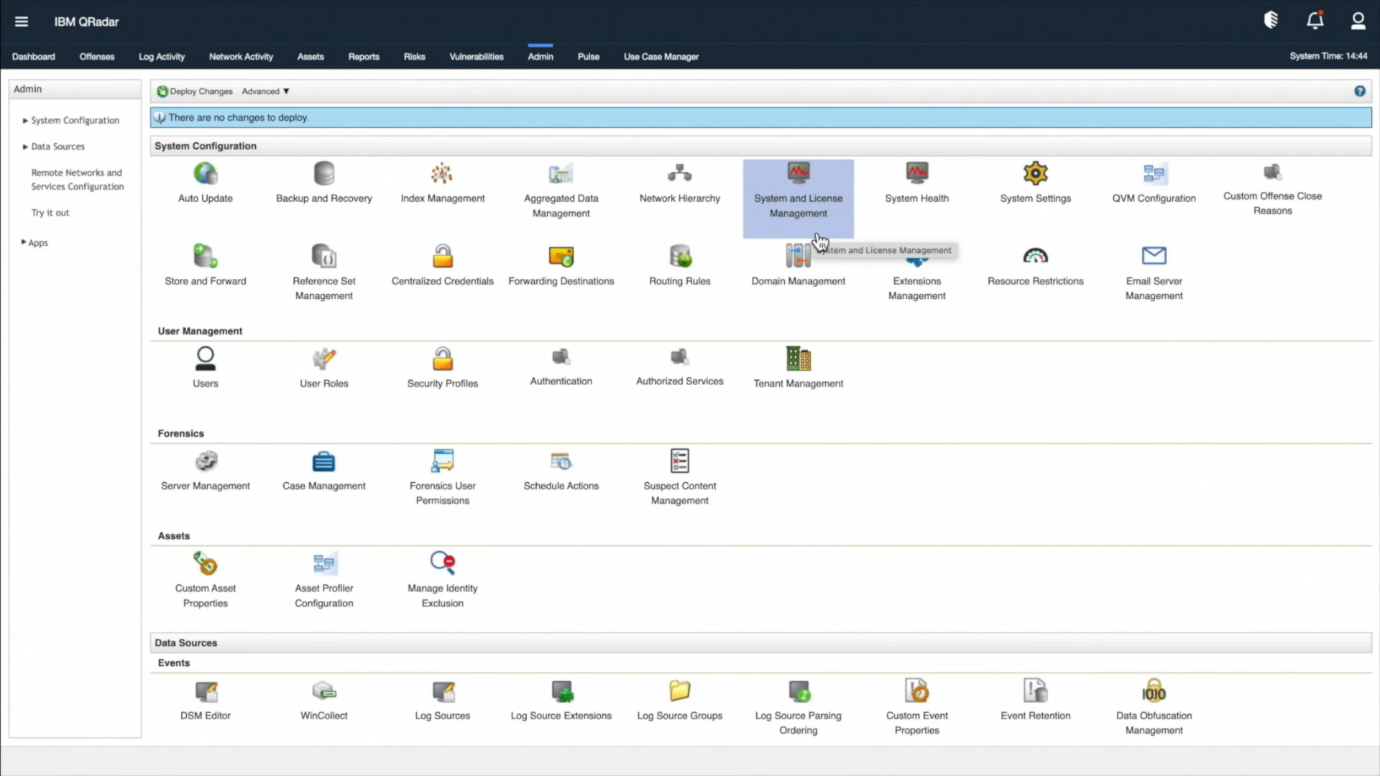 IBM QRadar
Dashboard Offenses Log Activity Network Activity Assets Reports Risks Vulnerabilities Admin Pulse Use Case Manager System Time: 14:44
Admin
System Configuration
Data Sources
Remote Networks and
Services Configuration
Try it out
Apps
Deploy Changes Advanced ▼
There are no changes to deploy.
System Configuration
Auto Update
Backup and Recovery
Index Management
Aggregated Data
Management
Network Hierarchy
System and License
Management
System Health
System Settings
QVM Configuration
Custom Offense Close
Reasons
System and License Management
Store and Forward
Reference Set
Management
Centralized Credentials
Forwarding Destinations
Routing Rules
Domain Management
Extensions
Management
Resource Restrictions
Email Server
Management
User Management
Users
User Roles
Security Profiles
Authentication
Authorized Services
Tenant Management
Forensics
Server Management
Case Management
Forensics User
Permissions
Schedule Actions
Suspect Content
Management
Assets
Custom Asset
Properties
Asset Profiler
Configuration
Manage Identity
Exclusion
Data Sources
Events
DSM Editor
WinCollect
Log Sources
Log Source Extensions
Log Source Groups
Log Source Parsing
Ordering
Custom Event
Properties
Event Retention
Data Obfuscation
Management